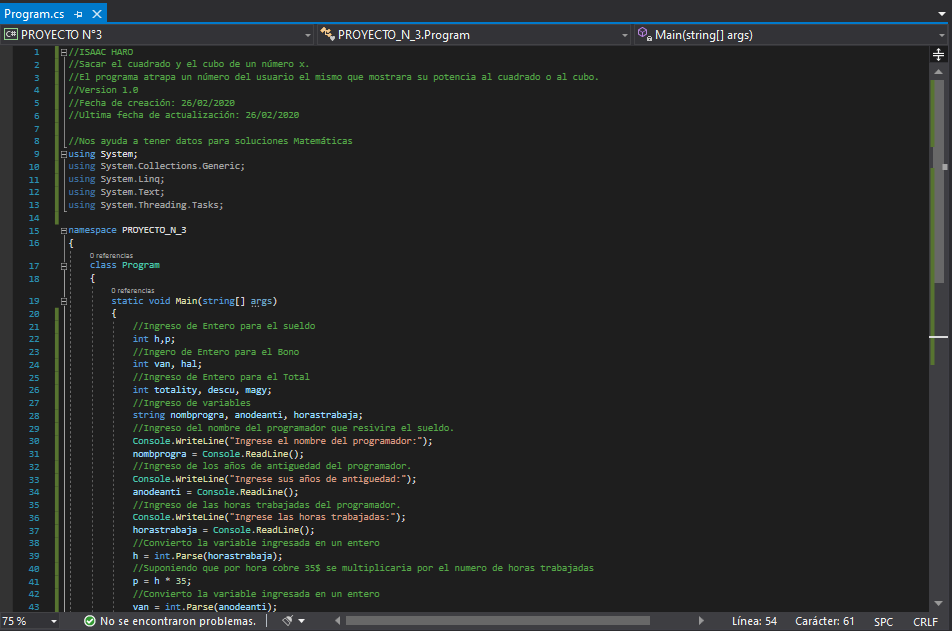 Program.cs
PROYECTO N°3 PROYECTO_N_3.Program Main(string[] args)
1 //ISAAC HARO
2 //Sacar el cuadrado y el cubo de un número x.
3 //El programa atrapa un número del usuario el mismo que mostrara su potencia al cuadrado o al cubo.
4 //Version 1.0
5 //Fecha de creación: 26/02/2020
6 //Ultima fecha de actualización: 26/02/2020
7
8 //Nos ayuda a tener datos para soluciones Matemáticas
9 using System;
10 using System.Collections.Generic;
11 using System.Linq;
12 using System.Text;
13 using System.Threading.Tasks;
14
15 namespace PROYECTO_N_3
16 {
0 referencias
17 class Program
18 {
0 referencias
19 static void Main(string[] args)
20 {
21 //Ingreso de Entero para el sueldo
22 int h,p;
23 //Ingero de Entero para el Bono
24 int van, hal;
25 //Ingreso de Entero para el Total
26 int totality, descu, magy;
27 //Ingreso de variables
28 string nombprogra, anodeanti, horastrabaja;
29 //Ingreso del nombre del programador que resivira el sueldo.
30 Console.WriteLine("Ingrese el nombre del programador:");
31 nombprogra = Console.ReadLine();
32 //Ingreso de los años de antiguedad del programador.
33 Console.WriteLine("Ingrese sus años de antiguedad:");
34 anodeanti = Console.ReadLine();
35 //Ingreso de las horas trabajadas del programador.
36 Console.WriteLine("Ingrese las horas trabajadas:");
37 horastrabaja = Console.ReadLine();
38 //Convierto la variable ingresada en un entero
39 h = int.Parse(horastrabaja);
40 //Suponiendo que por hora cobre 35$ se multiplicaria por el numero de horas trabajadas
41 p = h * 35;
42 //Convierto la variable ingresada en un entero
43 van = int.Parse(anodeanti);
75 % No se encontraron problemas. Línea: 54 Carácter: 61 SPC CRLF